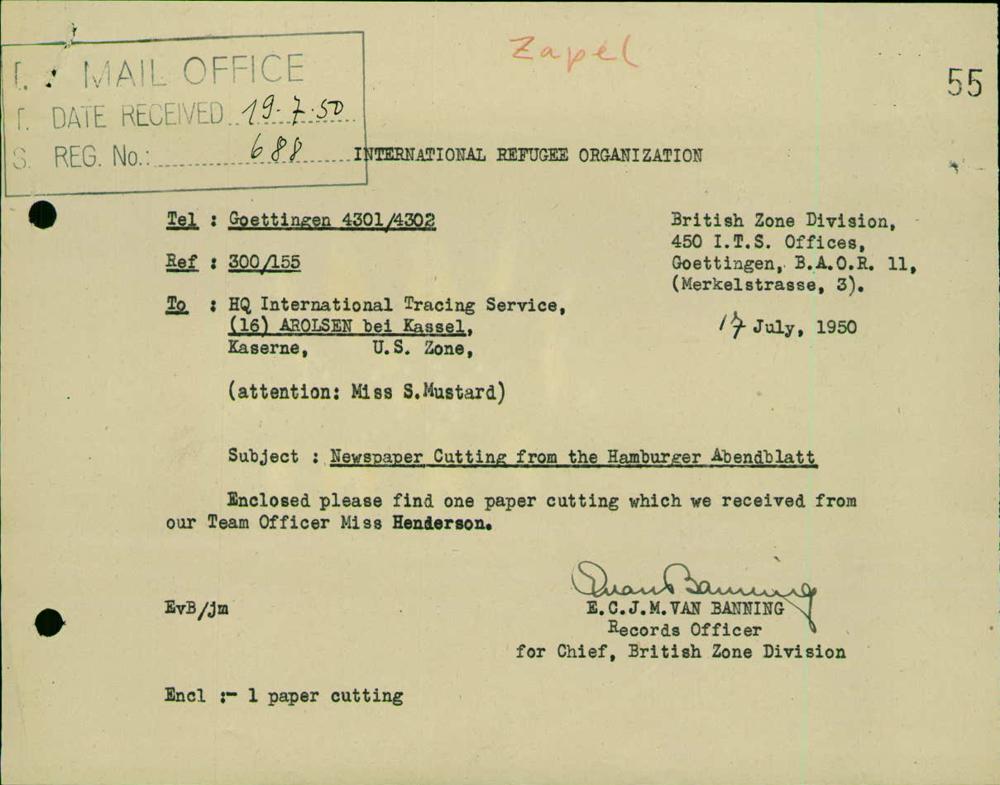 Zapel
55
I. MAIL OFFICE
T. DATE RECEIVED 19.7.50
S. REG. No.: 688
INTERNATIONAL REFUGEE ORGANIZATION
Tel : Goettingen 4301/4302
British Zone Division,
450 I.T.S. Offices,
Ref : 300/155
Goettingen, B.A.O.R. 11,
(Merkelstrasse, 3).
To : HQ International Tracing Service,
(16) AROLSEN bei Kassel,
Kaserne, U.S. Zone,
17 July, 1950
(attention: Miss S.Mustard)
Subject : Newspaper Cutting from the Hamburger Abendblatt
Enclosed please find one paper cutting which we received from
our Team Officer Miss Henderson.
EvB/jm
E.C.J.M.VAN BANNING
Records Officer
for Chief, British Zone Division
Encl :- 1 paper cutting